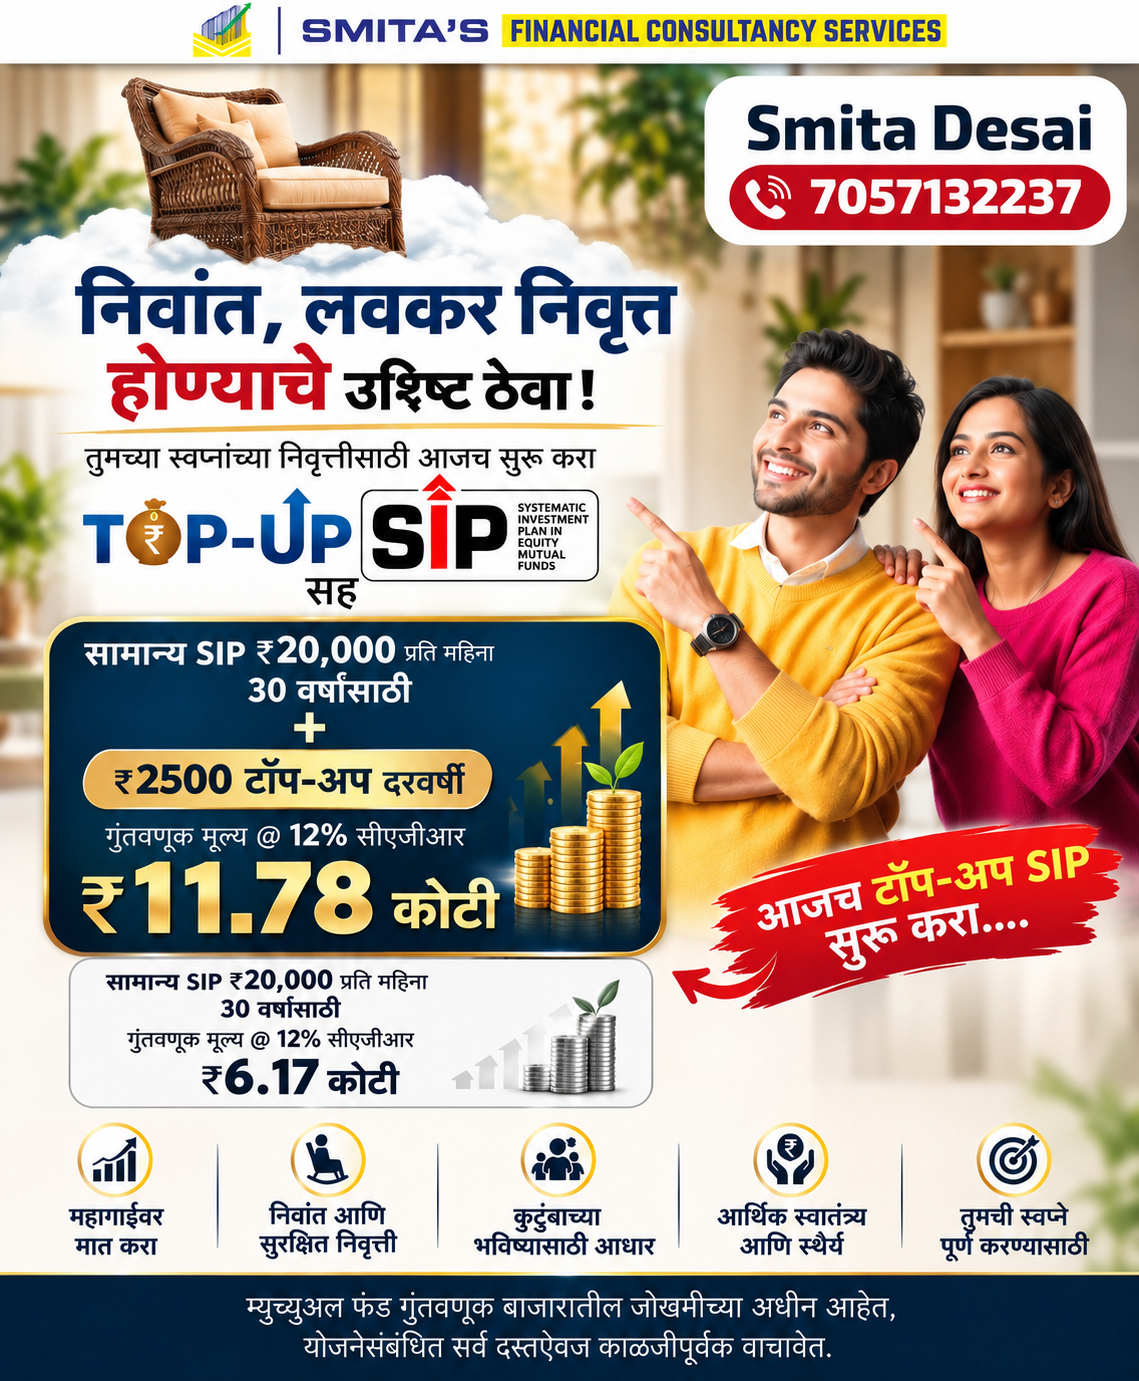 SMITA'S FINANCIAL CONSULTANCY SERVICES
Smita Desai
7057132237
निवांत, लवकर निवृत्त
होण्याचे उश्ष्टि ठेवा!
तुमच्या स्वप्नांच्या निवृत्तीसाठी आजच सुरू करा
TOP-UP
SIP
SYSTEMATIC
INVESTMENT
PLAN IN
EQUITY
MUTUAL
FUNDS
सह
सामान्य SIP ₹20,000 प्रति महिना
30 वर्षांसाठी
+
₹2500 टॉप-अप दरवर्षी
गुंतवणूक मूल्य @ 12% सीएजीआर
₹11.78 कोटी
आजच टॉप-अप SIP
सुरू करा....
सामान्य SIP ₹20,000 प्रति महिना
30 वर्षासाठी
गुंतवणूक मूल्य @ 12% सीएजीआर
₹6.17 कोटी
महागाईवर
मात करा
निवांत आणि
सुरक्षित निवृत्ती
कुटुंबाच्या
भविष्यासाठी आधार
आर्थिक स्वातंत्र्य
आणि स्थैर्य
तुमची स्वप्ने
पूर्ण करण्यासाठी
म्युच्युअल फंड गुंतवणूक बाजारातील जोखमीच्या अधीन आहेत,
योजनेसंबंधित सर्व दस्तऐवज काळजीपूर्वक वाचावेत.